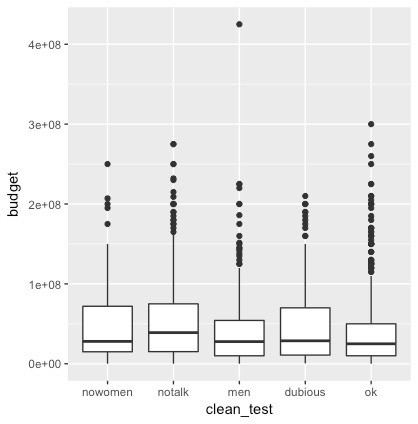 4e+08
3e+08
2e+08
1e+08
0e+00
budget
nowomen notalk men dubious ok
clean_test